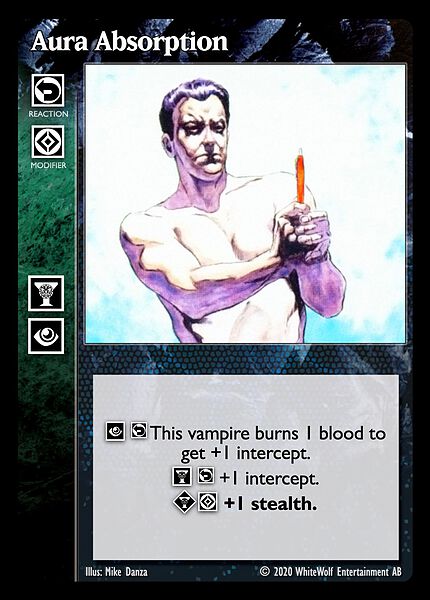 Aura Absorption
REACTION
MODIFIER
This vampire burns 1 blood to
get +1 intercept.
+1 intercept.
+1 stealth.
Illus: Mike Danza
© 2020 WhiteWolf Entertainment AB